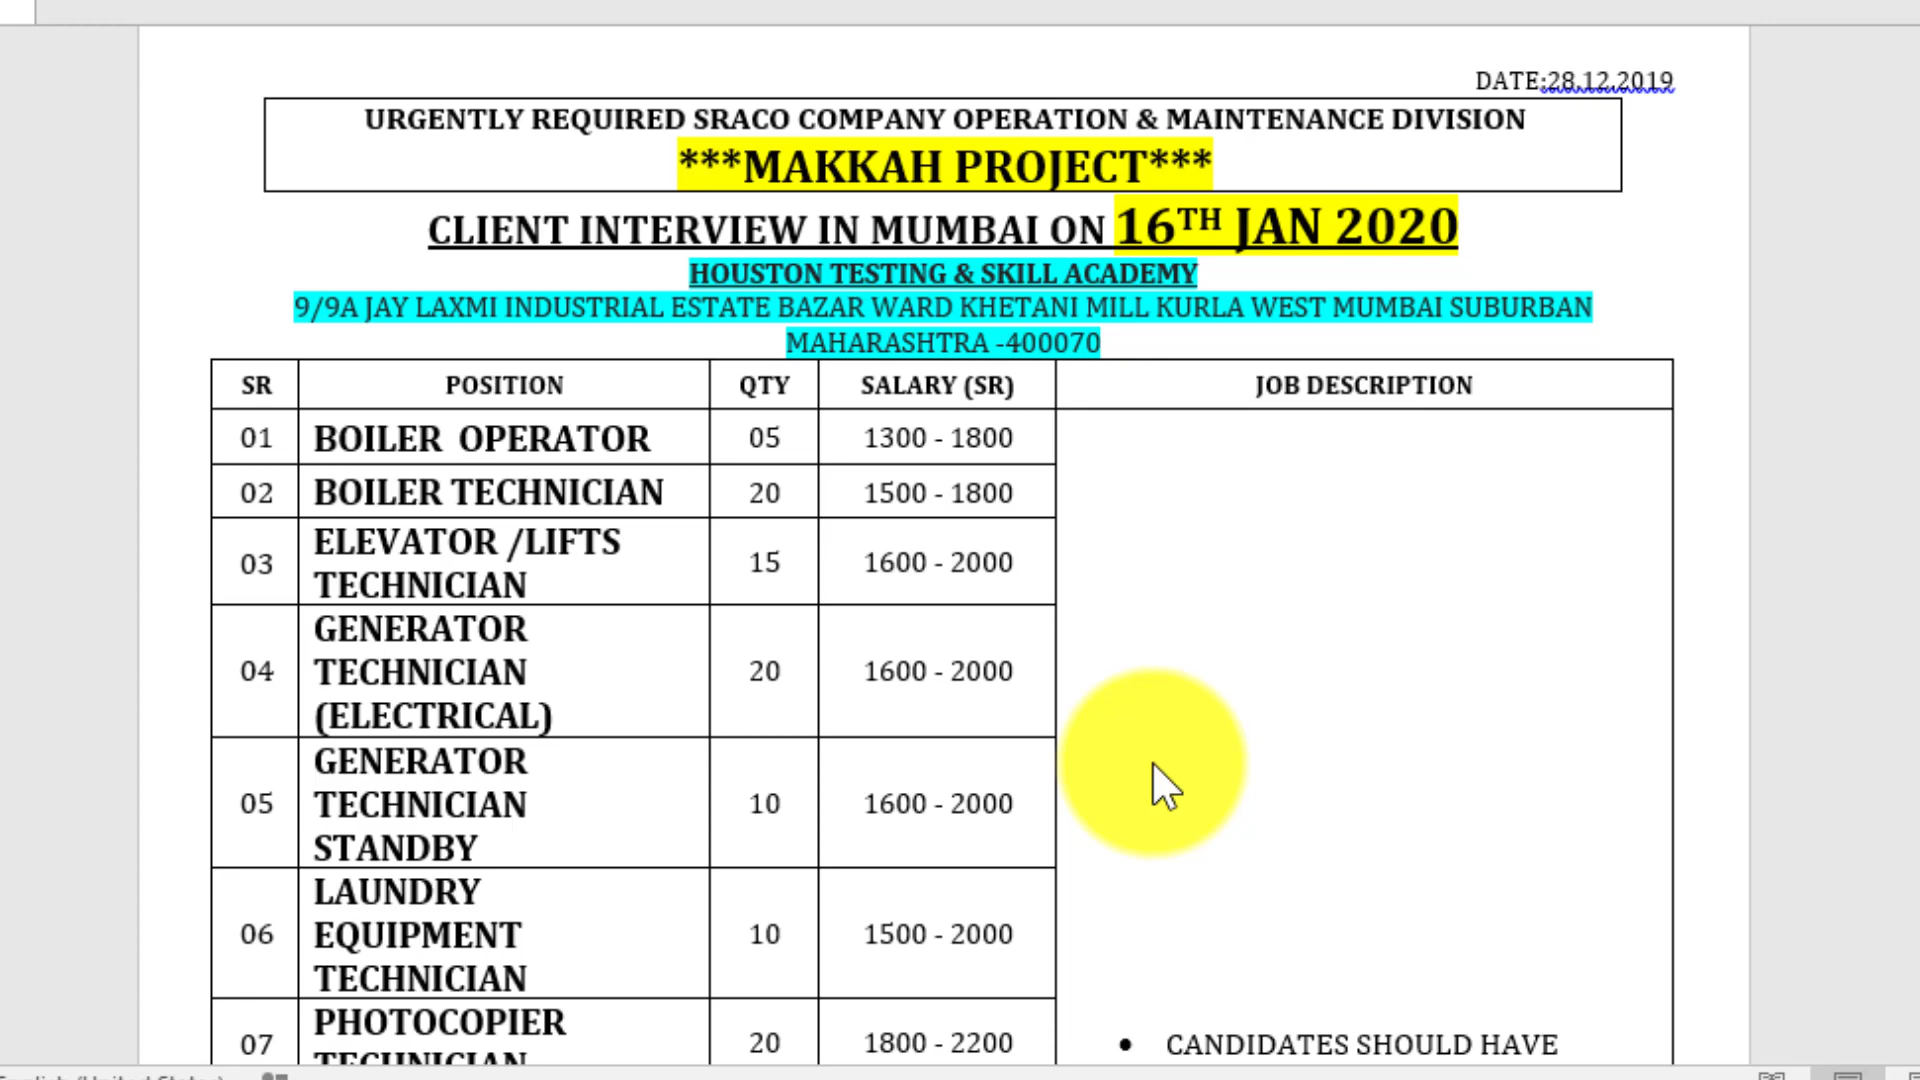 DATE:28.12.2019
URGENTLY REQUIRED SRACO COMPANY OPERATION & MAINTENANCE DIVISION
***MAKKAH PROJECT***
CLIENT INTERVIEW IN MUMBAI ON 16TH JAN 2020
HOUSTON TESTING & SKILL ACADEMY
9/9A JAY LAXMI INDUSTRIAL ESTATE BAZAR WARD KHETANI MILL KURLA WEST MUMBAI SUBURBAN
MAHARASHTRA -400070
SR POSITION QTY SALARY (SR) JOB DESCRIPTION
01 BOILER OPERATOR 05 1300 - 1800
02 BOILER TECHNICIAN 20 1500 - 1800
03 ELEVATOR /LIFTS
TECHNICIAN 15 1600 - 2000
04 GENERATOR
TECHNICIAN
(ELECTRICAL) 20 1600 - 2000
05 GENERATOR
TECHNICIAN
STANDBY 10 1600 - 2000
06 LAUNDRY
EQUIPMENT
TECHNICIAN 10 1500 - 2000
07 PHOTOCOPIER
TECHNICIAN 20 1800 - 2200
• CANDIDATES SHOULD HAVE
English (United States)